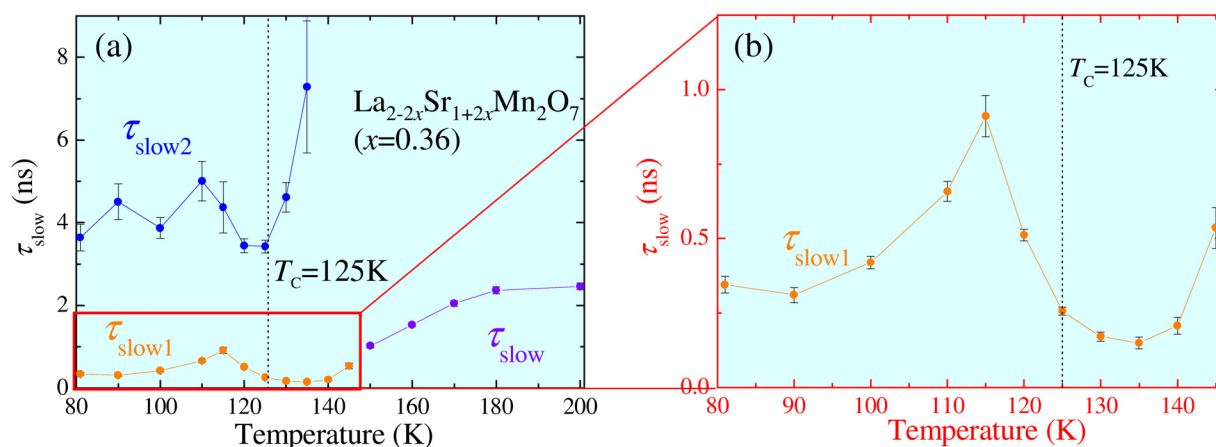 (a)
8
6
4
2
0
τslow (ns)
La2-2xSr1+2xMn2O7
(x=0.36)
τslow2
TC=125K
τslow1
τslow
80 100 120 140 160 180 200
Temperature (K)
(b)
1.0
0.5
0.0
τslow (ns)
TC=125K
τslow1
80 90 100 110 120 130 140
Temperature (K)